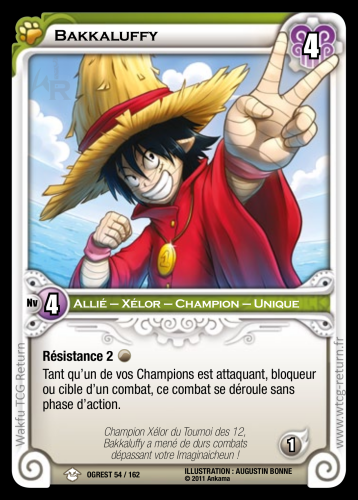 BAKKALUFFY
4
Nv 4 ALLIÉ – XÉLOR – CHAMPION – UNIQUE
Résistance 2
Tant qu'un de vos Champions est attaquant, bloqueur
ou cible d'un combat, ce combat se déroule sans
phase d'action.
Champion Xélor du Tournoi des 12,
Bakkaluffy a mené de durs combats
dépassant votre Imaginaicheur !
1
OGREST 54 / 162
ILLUSTRATION : AUGUSTIN BONNE
© 2011 Ankama
Wakfu TCG Return
www.wtcg-return.fr